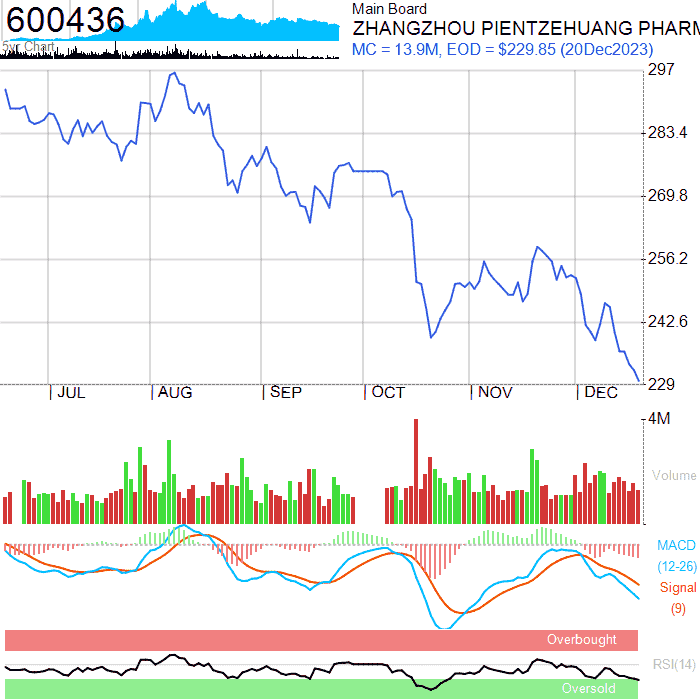 600436
5yr Chart
Main Board
ZHANGZHOU PIENTZEHUANG PHARM
MC = 13.9M, EOD = $229.85 (20Dec2023)
297
283.4
269.8
256.2
242.6
229
JUL AUG SEP OCT NOV DEC
4M
Volume
MACD
(12-26)
Signal
(9)
Overbought
RSI(14)
Oversold